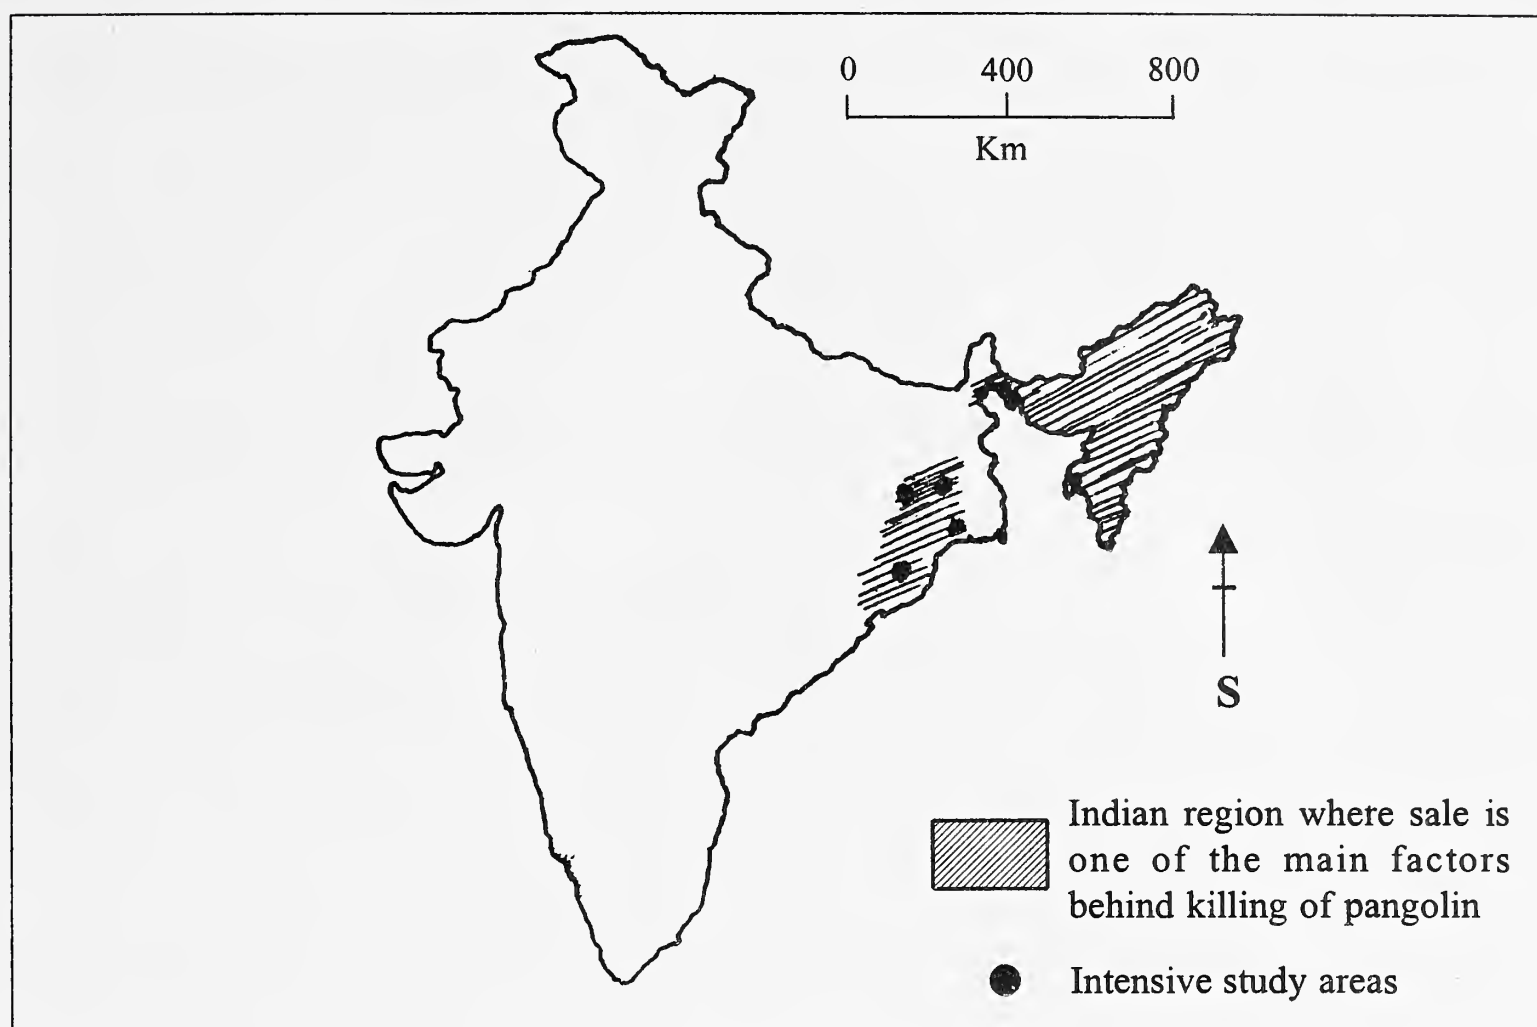 0 400 800
Km
S
Indian region where sale is
one of the main factors
behind killing of pangolin
Intensive study areas